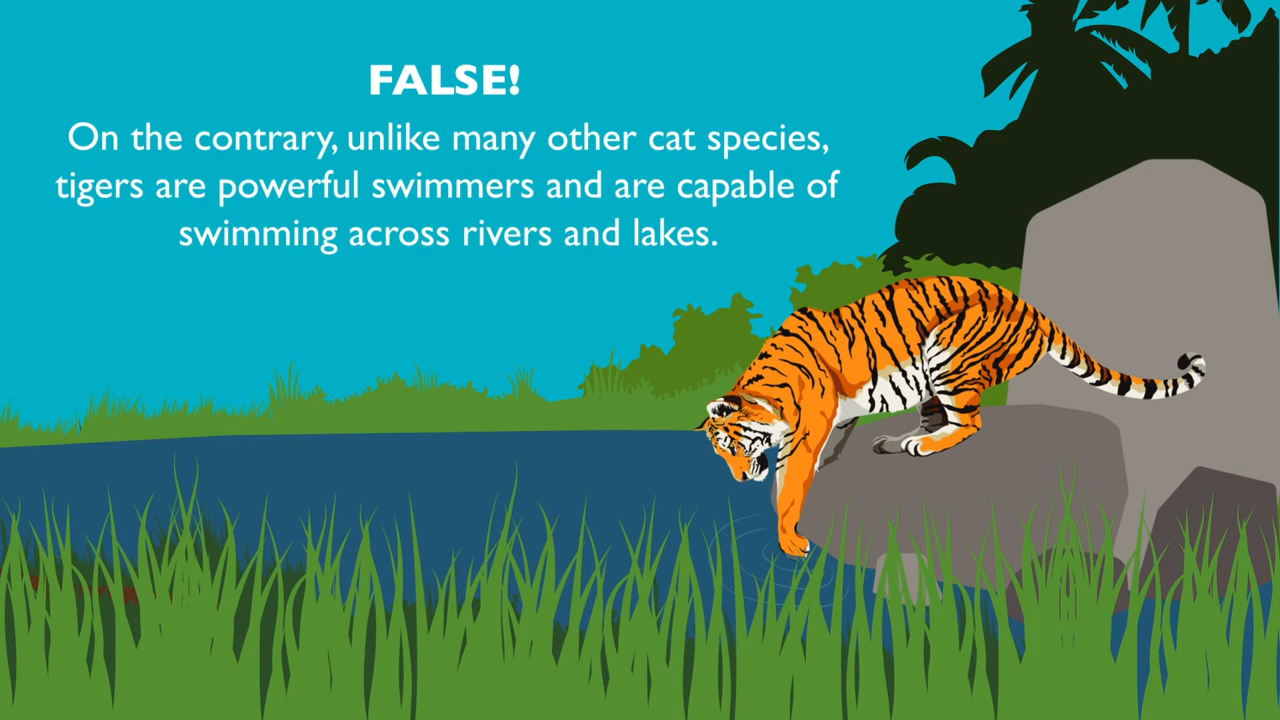 FALSE!
On the contrary, unlike many other cat species,
tigers are powerful swimmers and are capable of
swimming across rivers and lakes.